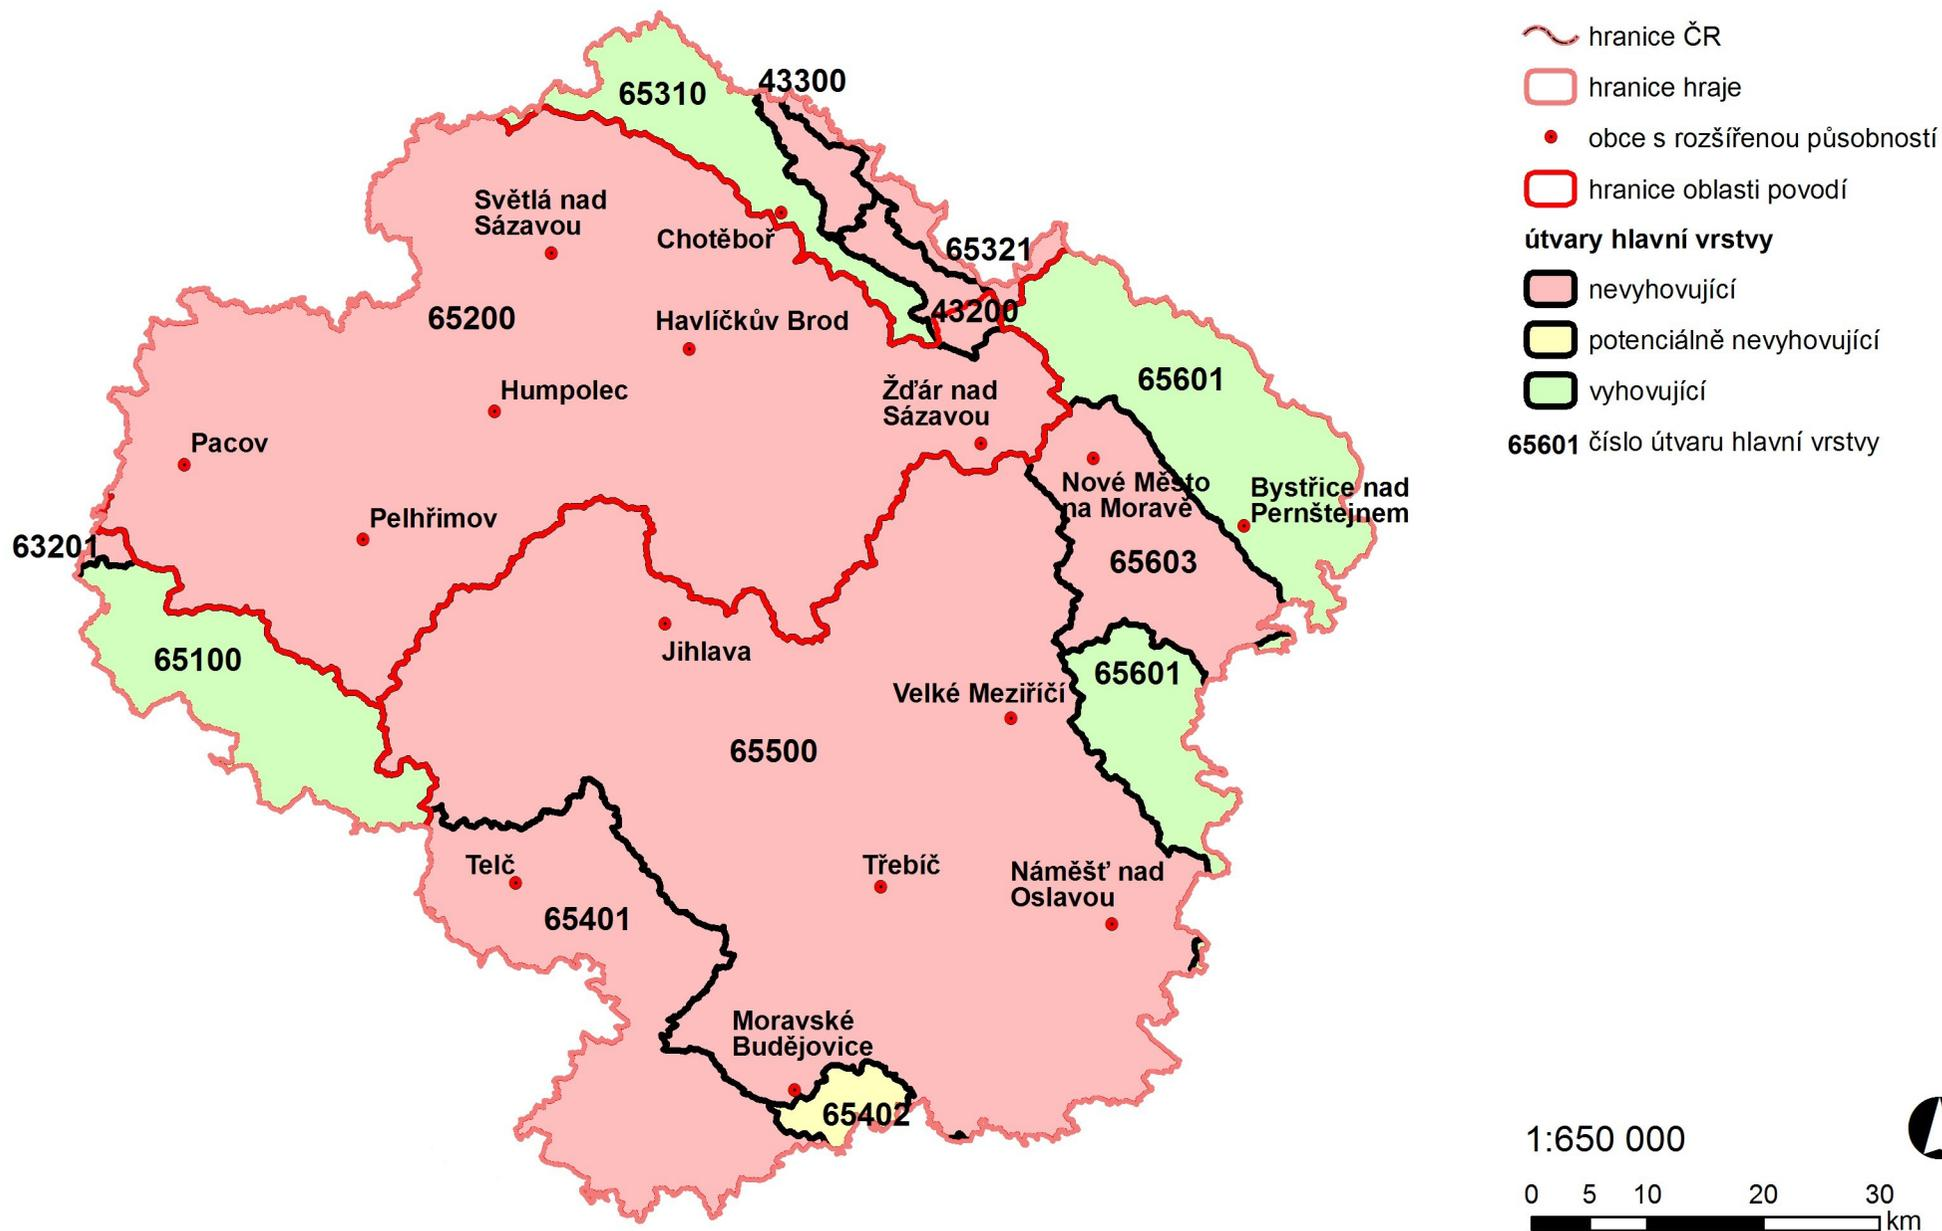 65310
43300
Světlá nad
Sázavou
Chotěboř
65321
65200
Havlíčkův Brod
43200
Humpolec
Žďár nad
Sázavou
65601
Pacov
Pelhřimov
Nové Město
na Moravě
Bystřice nad
Pernštejnem
63201
65603
65100
Jihlava
65601
Velké Meziříčí
65500
Telč
Třebíč
Náměšť nad
Oslavou
65401
Moravské
Budějovice
65402
hranice ČR
hranice hraje
obce s rozšířenou působností
hranice oblasti povodí
útvary hlavní vrstvy
nevyhovující
potenciálně nevyhovující
vyhovující
65601 číslo útvaru hlavní vrstvy
1:650 000
0 5 10 20 30
km